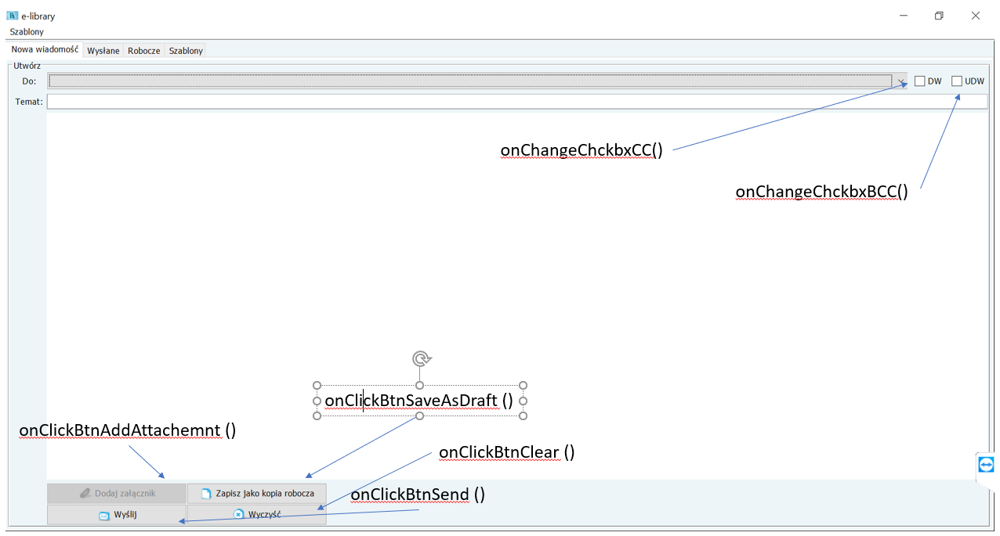 e-library
Szablony
Nowa wiadomość Wysłane Robocze Szablony
Utwórz
Do: DW UDW
Temat:
onChangeChckbxCC()
onChangeChckbxBCC()
onClickBtnSaveAsDraft ()
onClickBtnAddAttachemnt ()
onClickBtnClear ()
Dodaj załącznik Zapisz jako kopia robocza
onClickBtnSend ()
Wyślij Wyczyść